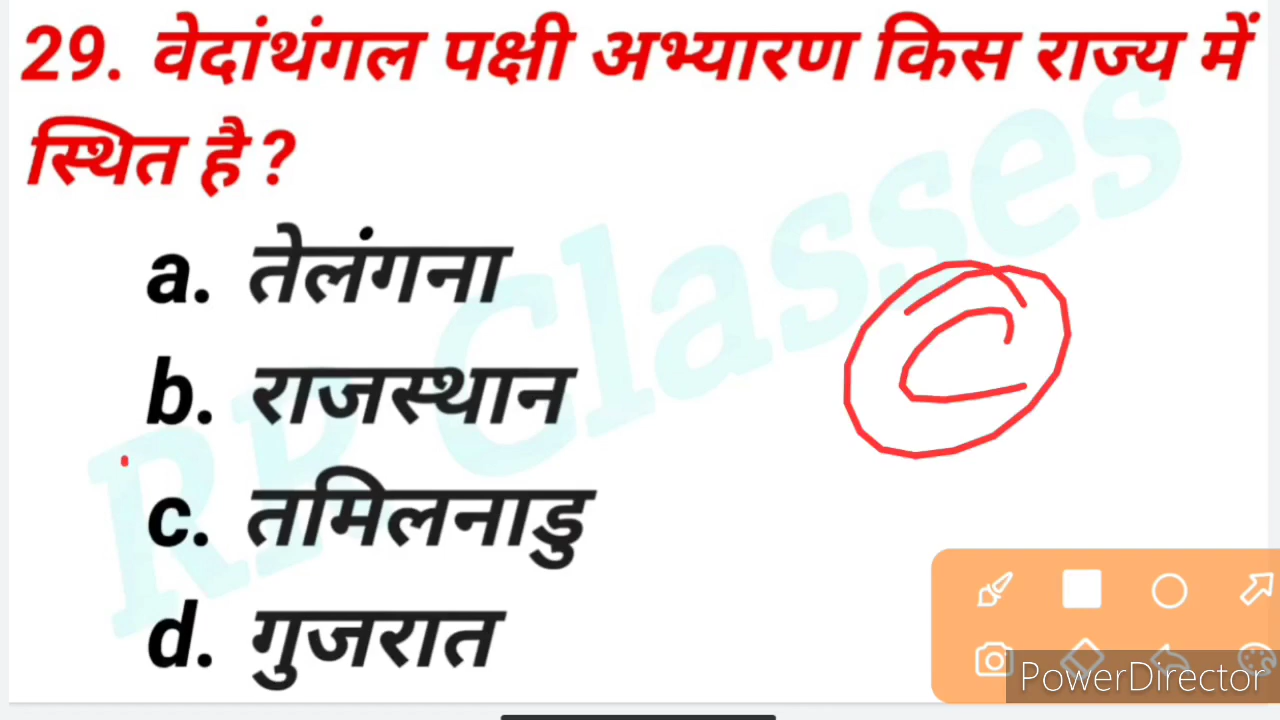 29. वेदांथंगल पक्षी अभ्यारण किस राज्य में
स्थित है ?
a. तेलंगना
b. राजस्थान
c. तमिलनाडु
d. गुजरात
C
RP Classes
PowerDirector